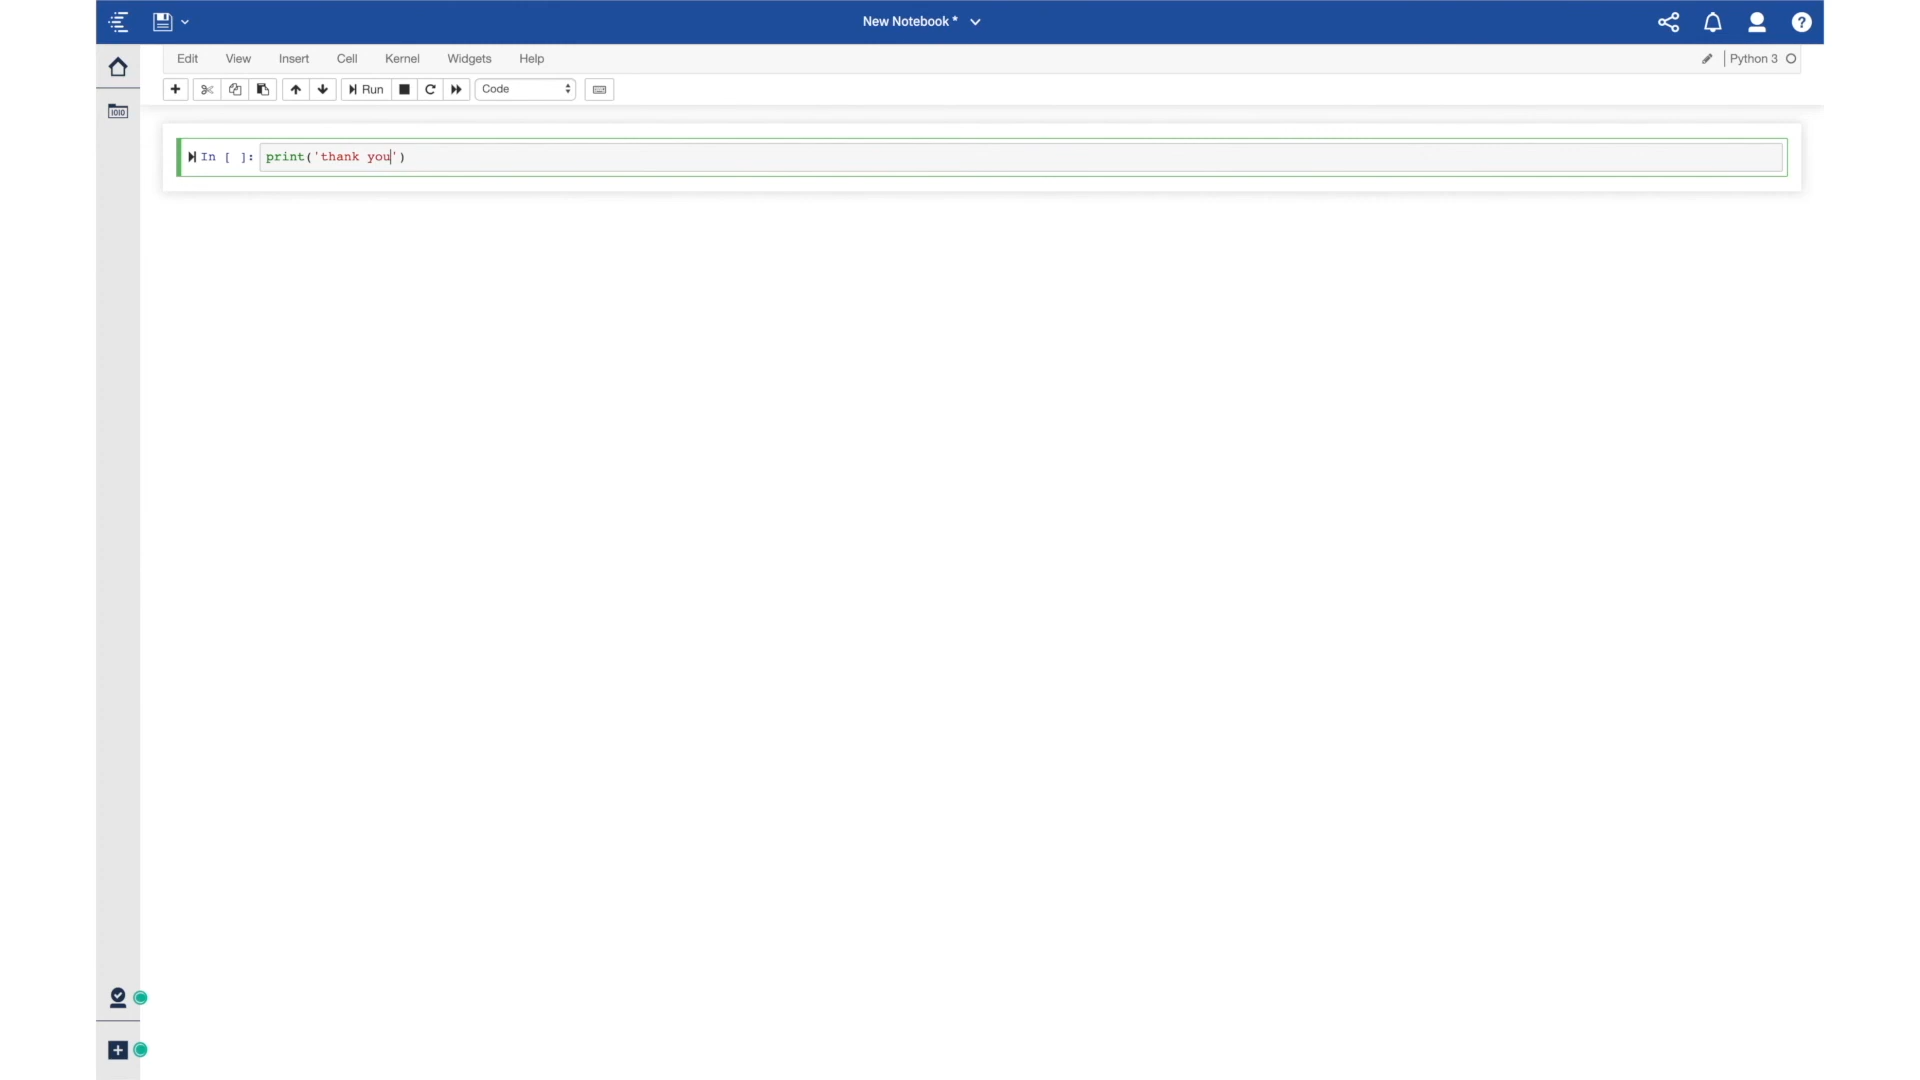 New Notebook *
Edit View Insert Cell Kernel Widgets Help
Python 3
Run Code
In [ ]: print('thank you')